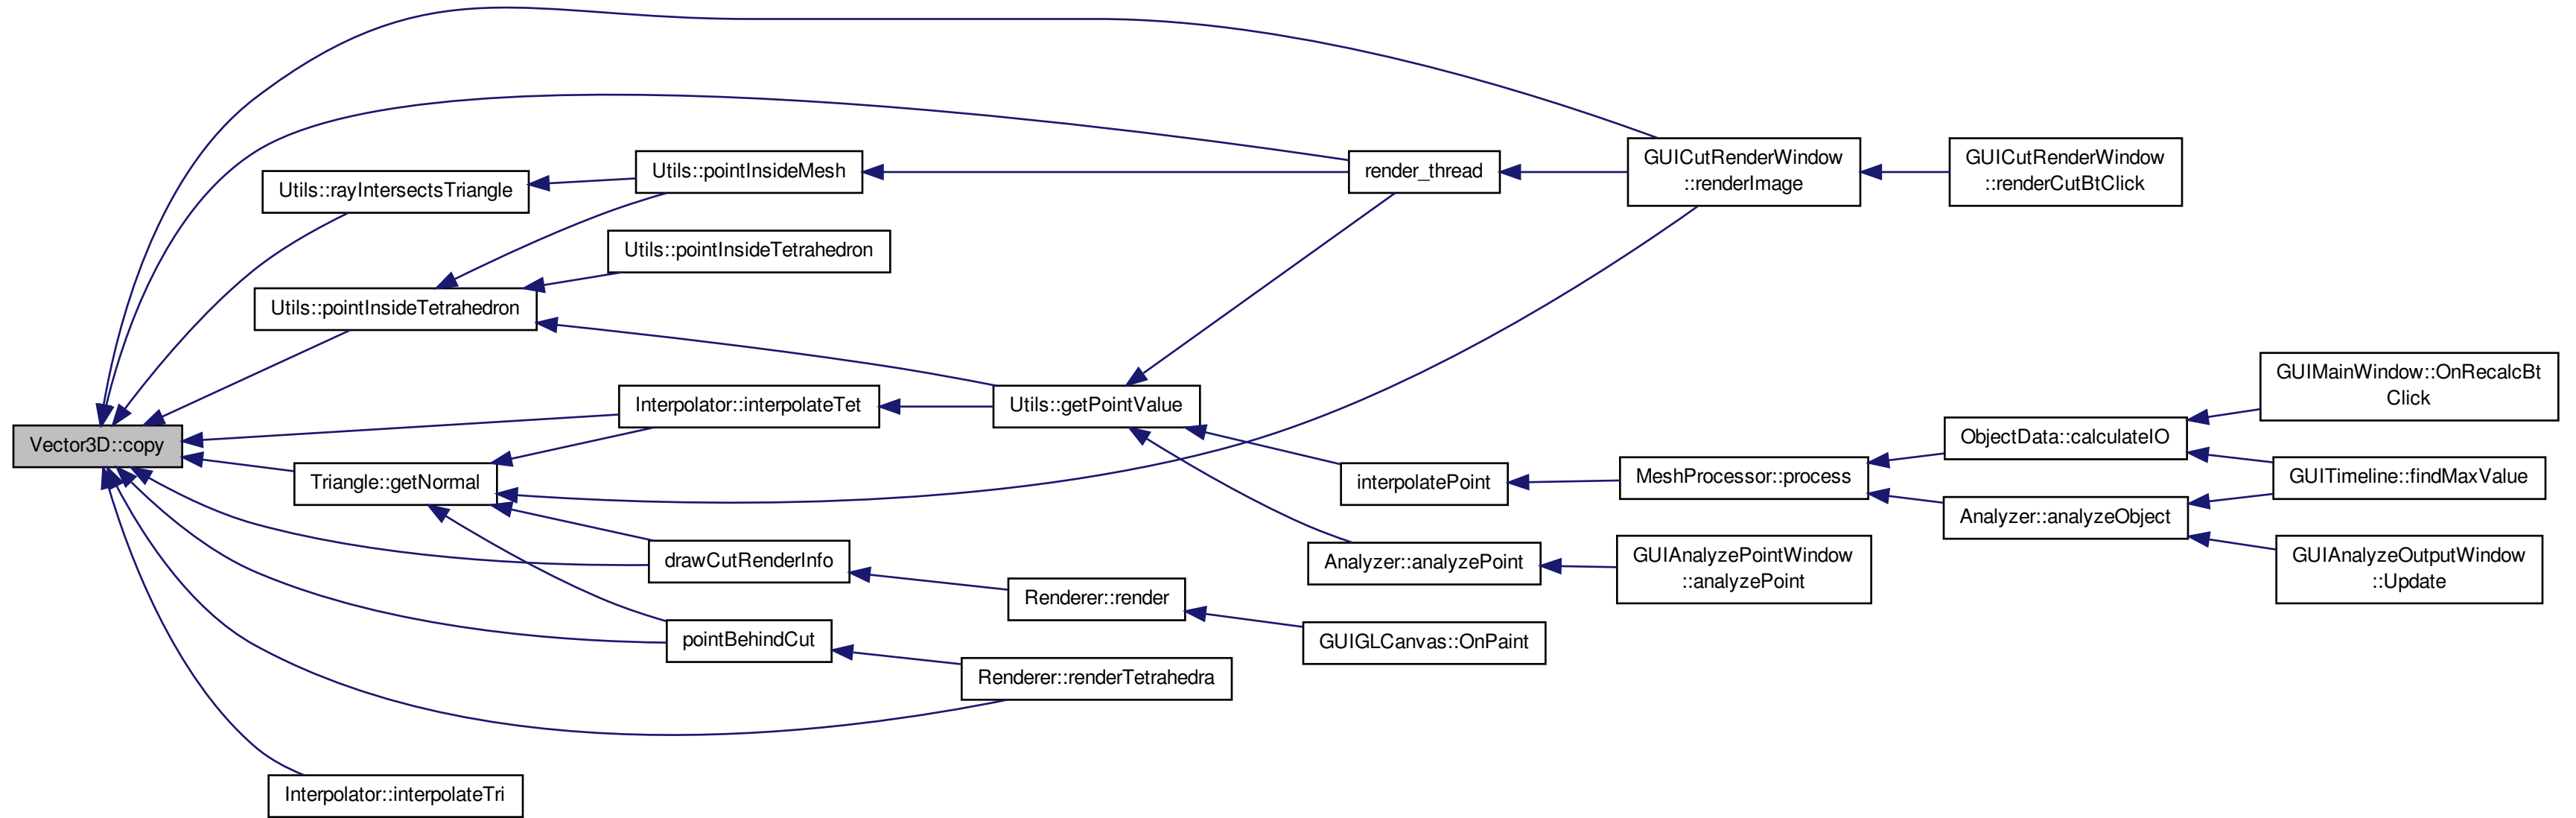 Vector3D::copy
Utils::rayIntersectsTriangle
Utils::pointInsideTetrahedron
Triangle::getNormal
Interpolator::interpolateTri
Utils::pointInsideMesh
Utils::pointInsideTetrahedron
Interpolator::interpolateTet
drawCutRenderInfo
pointBehindCut
Utils::getPointValue
Renderer::render
Renderer::renderTetrahedra
render_thread
interpolatePoint
Analyzer::analyzePoint
GUIGLCanvas::OnPaint
GUICutRenderWindow
::renderImage
MeshProcessor::process
GUIAnalyzePointWindow
::analyzePoint
GUICutRenderWindow
::renderCutBtClick
ObjectData::calculateIO
Analyzer::analyzeObject
GUIMainWindow::OnRecalcBt
Click
GUITimeline::findMaxValue
GUIAnalyzeOutputWindow
::Update